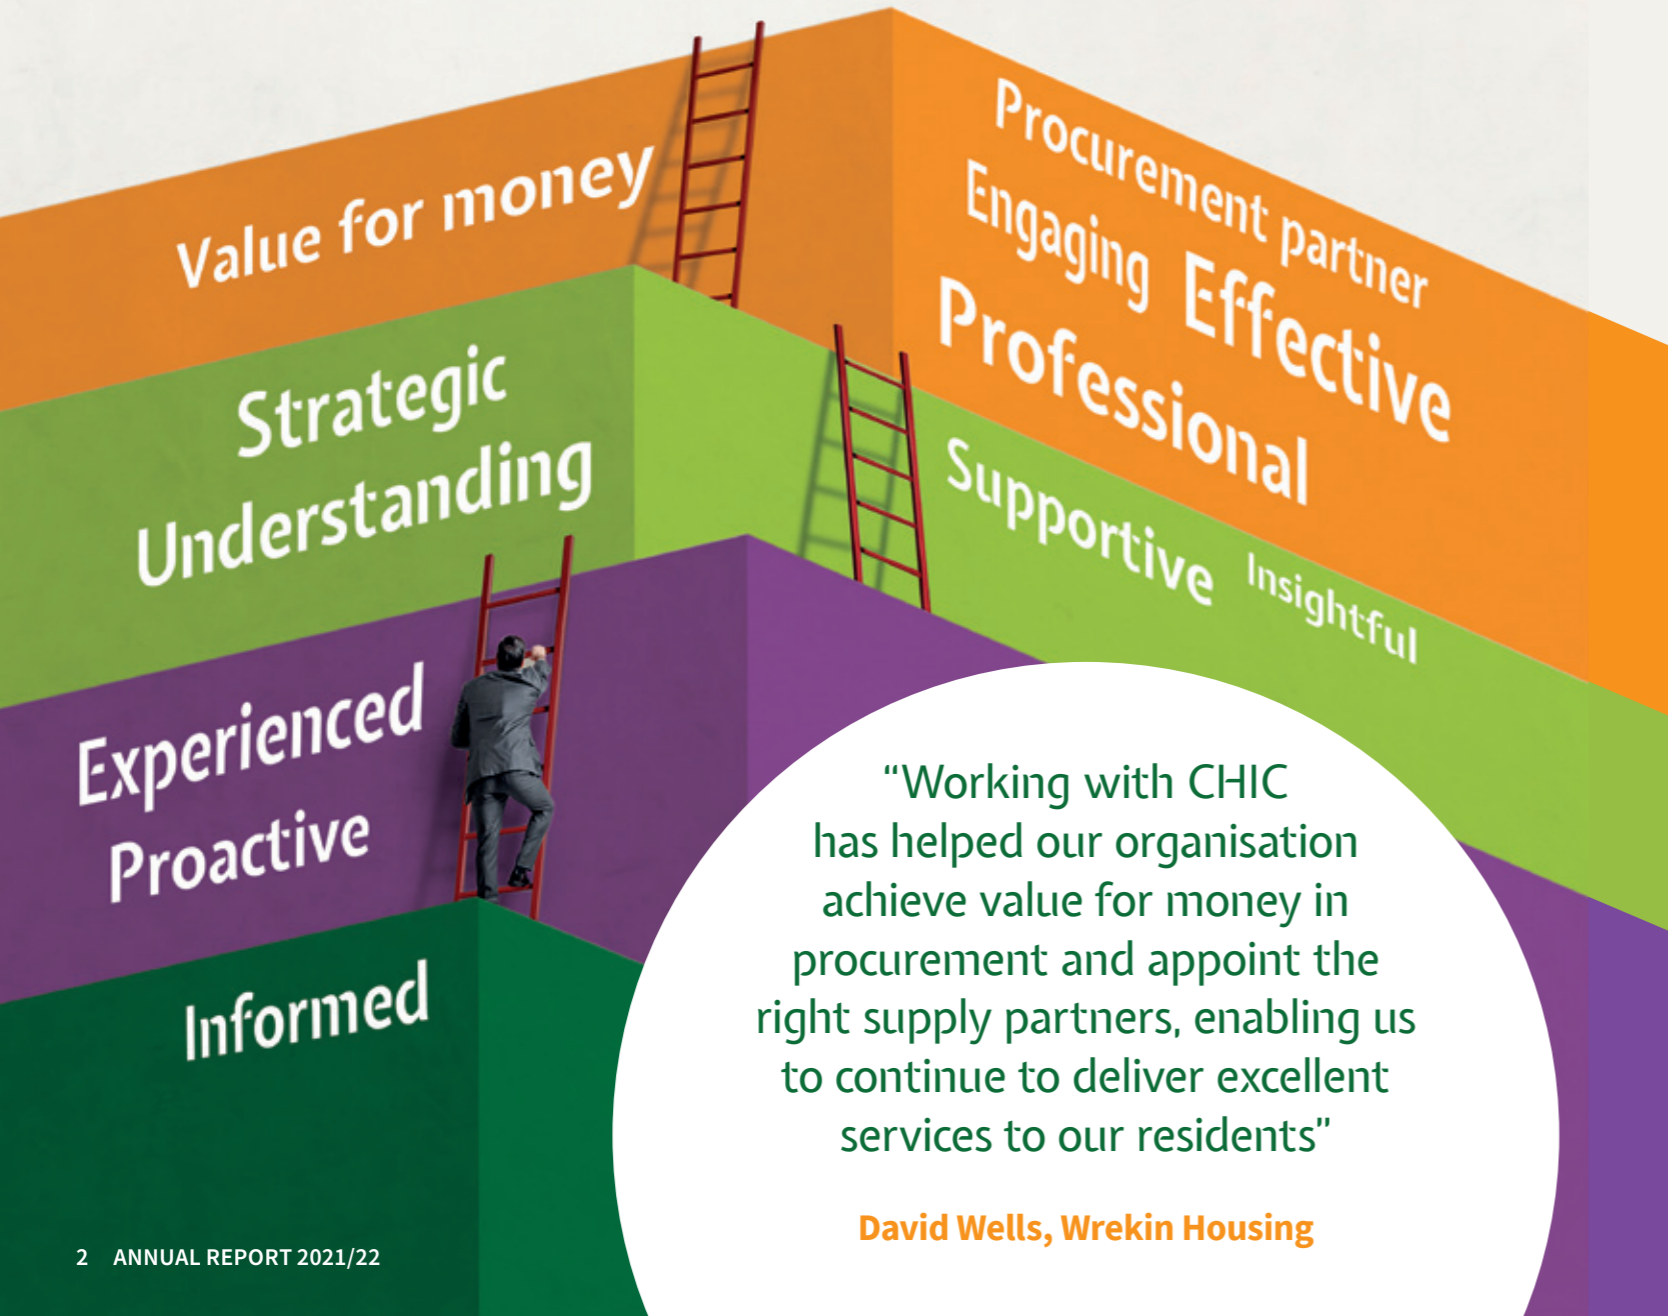 Value for money
Procurement partner
Engaging Effective
Professional
Strategic
Understanding
Supportive Insightful
Experienced
Proactive
Informed
“Working with CHIC
has helped our organisation
achieve value for money in
procurement and appoint the
right supply partners, enabling us
to continue to deliver excellent
services to our residents”
David Wells, Wrekin Housing
2 ANNUAL REPORT 2021/22